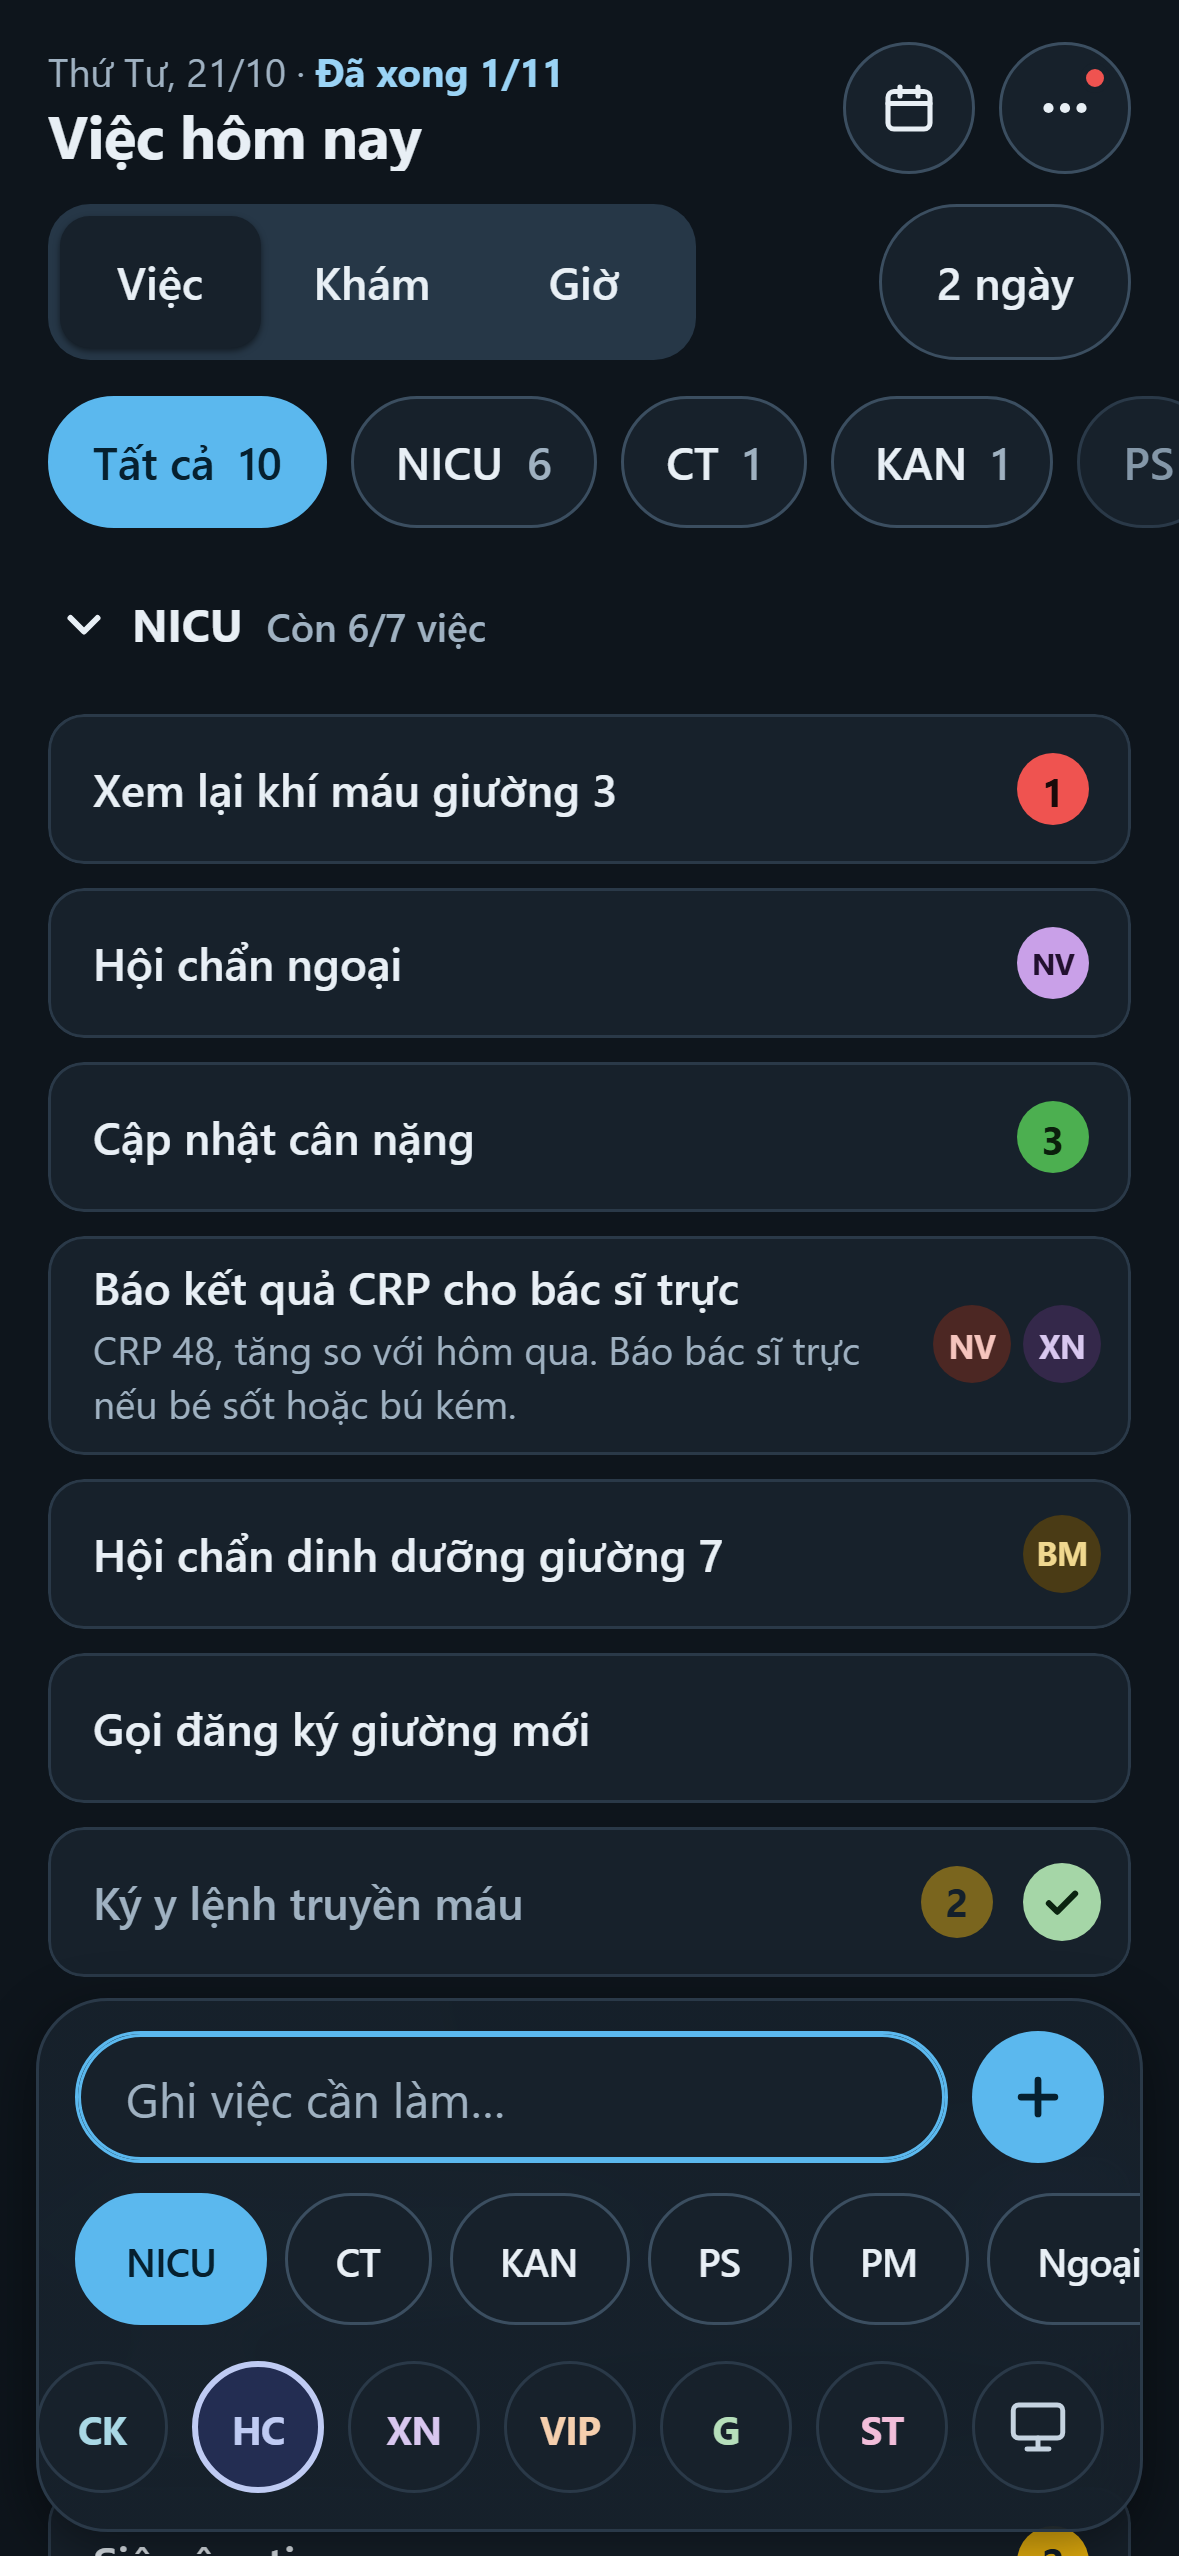 Thứ Tư, 21/10 · Đã xong 1/11
Việc hôm nay
Việc Khám Giờ 2 ngày
Tất cả 10 NICU 6 CT 1 KAN 1 PS
NICU Còn 6/7 việc
Xem lại khí máu giường 3 1
Hội chẩn ngoại NV
Cập nhật cân nặng 3
Báo kết quả CRP cho bác sĩ trực
CRP 48, tăng so với hôm qua. Báo bác sĩ trực
nếu bé sốt hoặc bú kém.
NV XN
Hội chẩn dinh dưỡng giường 7 BM
Gọi đăng ký giường mới
Ký y lệnh truyền máu 2
Ghi việc cần làm...
NICU CT KAN PS PM Ngoại
CK HC XN VIP G ST